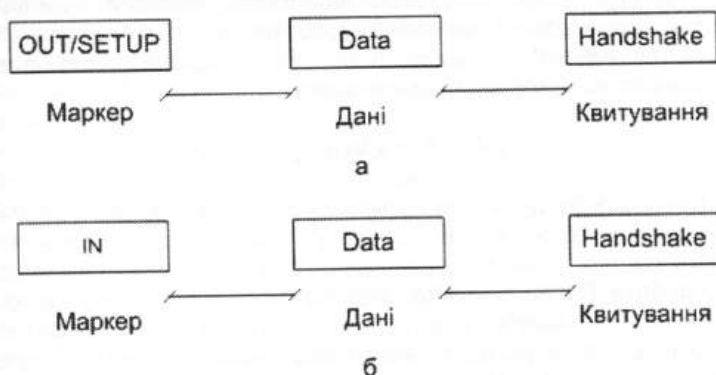 OUT/SETUP Data Handshake
Маркер Дані Квитування
а
IN Data Handshake
Маркер Дані Квитування
б